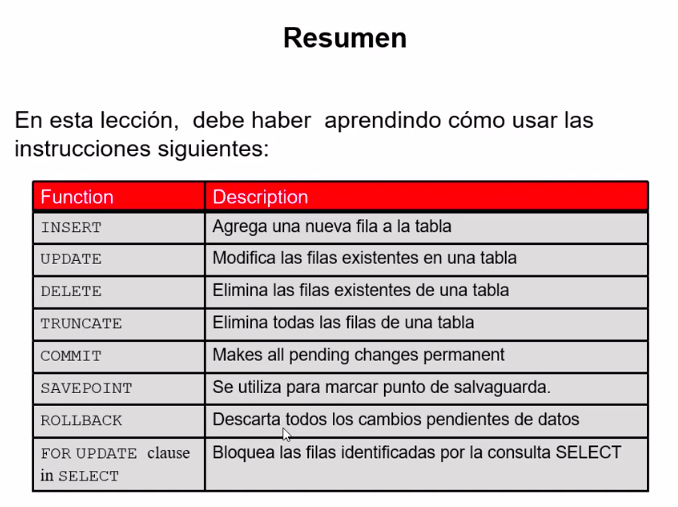 Resumen
En esta lección, debe haber aprendindo cómo usar las
instrucciones siguientes:
Function Description
INSERT Agrega una nueva fila a la tabla
UPDATE Modifica las filas existentes en una tabla
DELETE Elimina las filas existentes de una tabla
TRUNCATE Elimina todas las filas de una tabla
COMMIT Makes all pending changes permanent
SAVEPOINT Se utiliza para marcar punto de salvaguarda.
ROLLBACK Descarta todos los cambios pendientes de datos
FOR UPDATE clause Bloquea las filas identificadas por la consulta SELECT
in SELECT